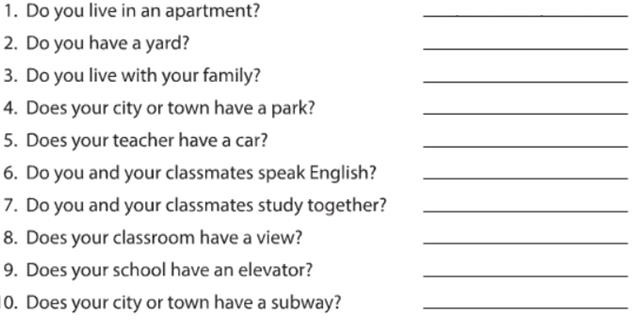 1. Do you live in an apartment?
2. Do you have a yard?
3. Do you live with your family?
4. Does your city or town have a park?
5. Does your teacher have a car?
6. Do you and your classmates speak English?
7. Do you and your classmates study together?
8. Does your classroom have a view?
9. Does your school have an elevator?
10. Does your city or town have a subway?